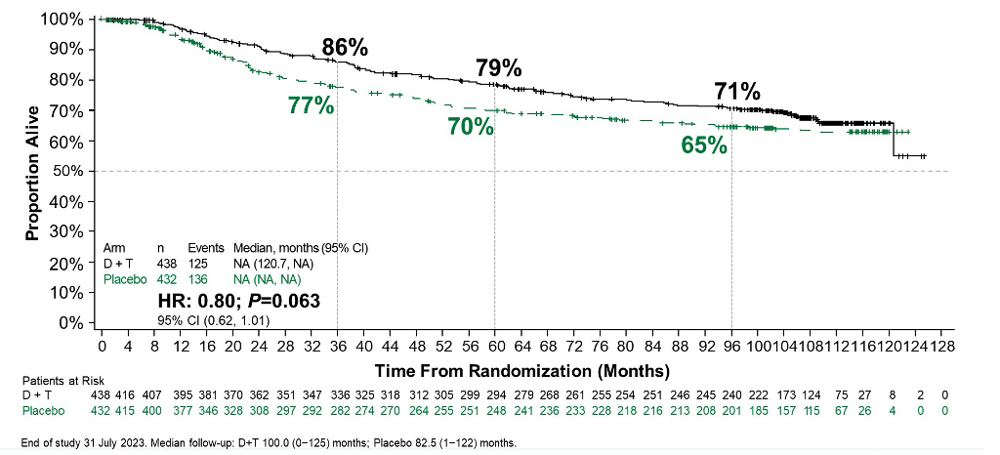 100%
90%
80%
70%
60%
50%
40%
30%
20%
10%
0%
Proportion Alive
86%
79%
71%
77%
70%
65%
Arm n Events Median, months (95% CI)
D + T 438 125 NA (120.7, NA)
Placebo 432 136 NA (NA, NA)
HR: 0.80; P=0.063
95% CI (0.62, 1.01)
0 4 8 12 16 20 24 28 32 36 40 44 48 52 56 60 64 68 72 76 80 84 88 92 96 100 104 108 112 116 120 124 128
Time From Randomization (Months)
Patients at Risk
D + T 438 416 407 395 381 370 362 351 347 336 325 318 312 305 299 294 279 268 261 255 254 251 246 245 240 222 173 124 75 27 8 2 0
Placebo 432 415 400 377 346 328 308 297 292 282 274 270 264 255 251 248 241 236 233 228 218 216 213 208 201 185 157 115 67 26 4 0 0
End of study 31 July 2023. Median follow-up: D+T 100.0 (0–125) months; Placebo 82.5 (1–122) months.